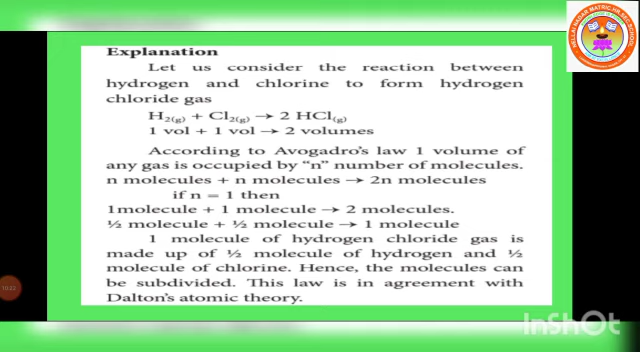 Explanation
Let us consider the reaction between
hydrogen and chlorine to form hydrogen
chloride gas
H₂(g) + Cl₂(g) → 2 HCl(g)
1 vol + 1 vol → 2 volumes
According to Avogadro's law 1 volume of
any gas is occupied by "n" number of molecules.
n molecules + n molecules → 2n molecules
if n = 1 then
1molecule + 1 molecule → 2 molecules.
½ molecule + ½ molecule → 1 molecule
1 molecule of hydrogen chloride gas is
made up of ½ molecule of hydrogen and ½
molecule of chlorine. Hence, the molecules can
be subdivided. This law is in agreement with
Dalton's atomic theory.
InShOt